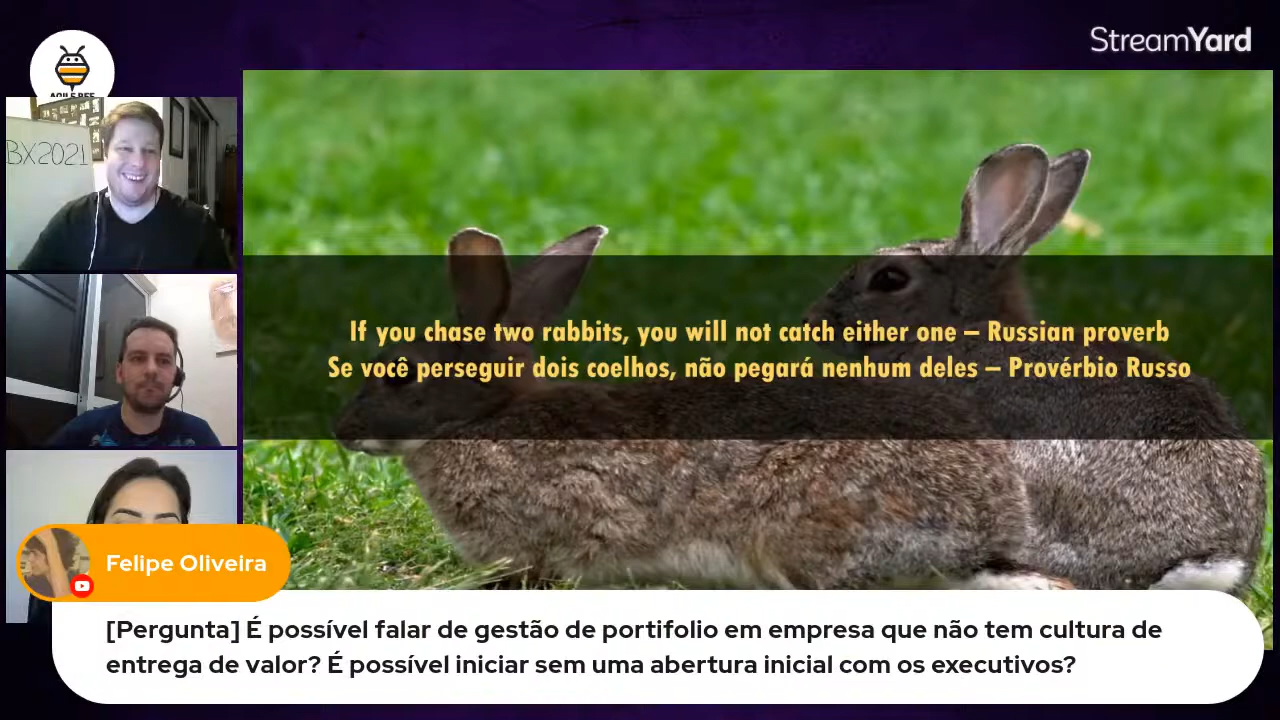 StreamYard
BX2021
If you chase two rabbits, you will not catch either one – Russian proverb
Se você perseguir dois coelhos, não pegará nenhum deles – Provérbio Russo
Felipe Oliveira
[Pergunta] É possível falar de gestão de portifolio em empresa que não tem cultura de
entrega de valor? É possível iniciar sem uma abertura inicial com os executivos?